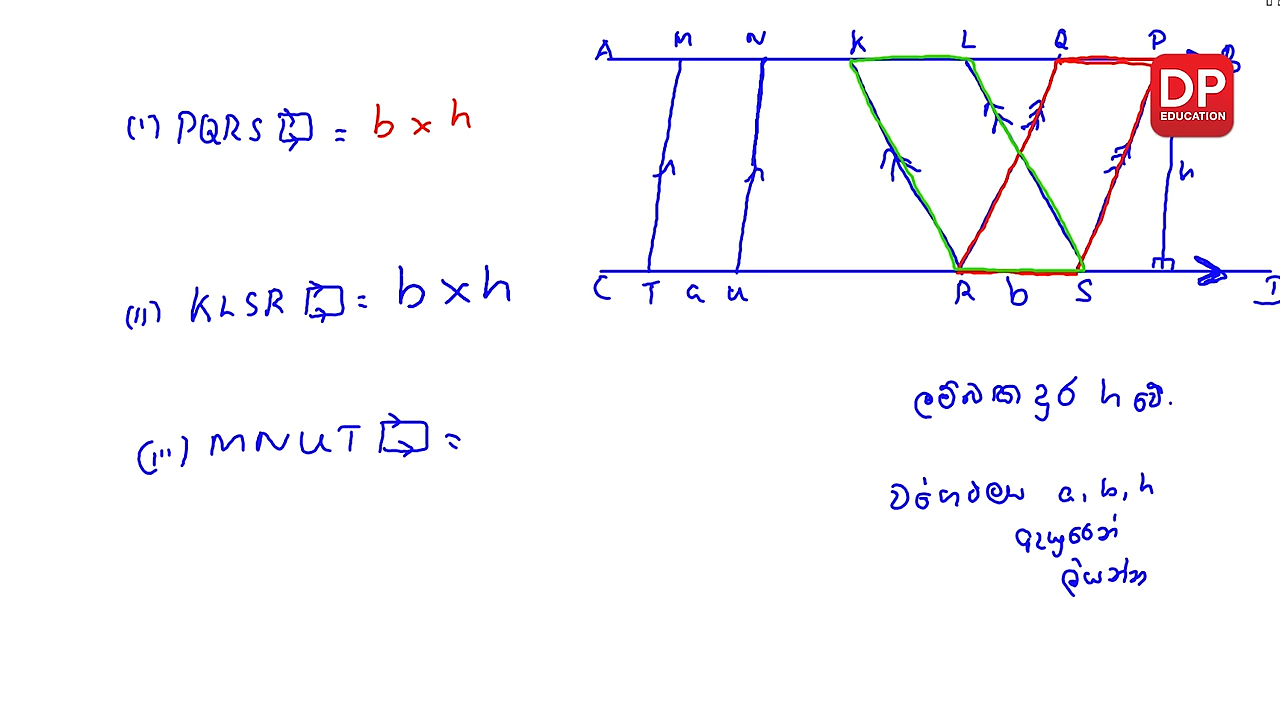 A M N K L Q P B
DP
EDUCATION
(i) PQRS = b × h
h
(ii) KLSR = b × h
C T a u R b S D
ලම්බක දුර h වේ.
(iii) MNUT =
වර්ගඵලය a, b, h
ඇසුරෙන්
ලියන්න